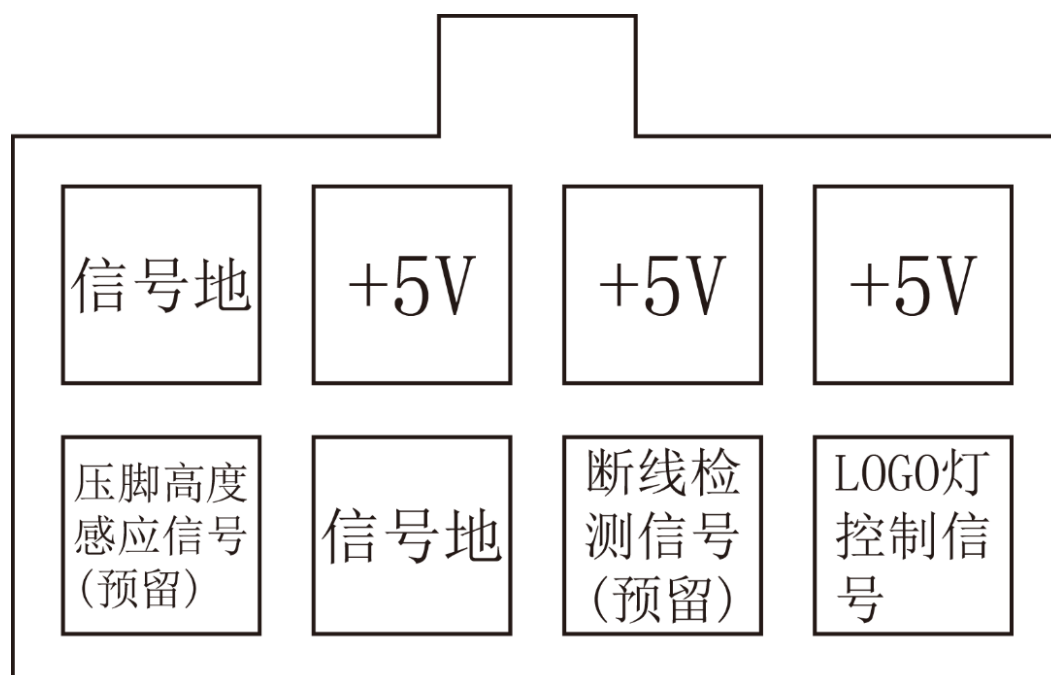 信号地
+5V
+5V
+5V
压脚高度
感应信号
(预留)
信号地
断线检
测信号
(预留)
LOGO灯
控制信
号